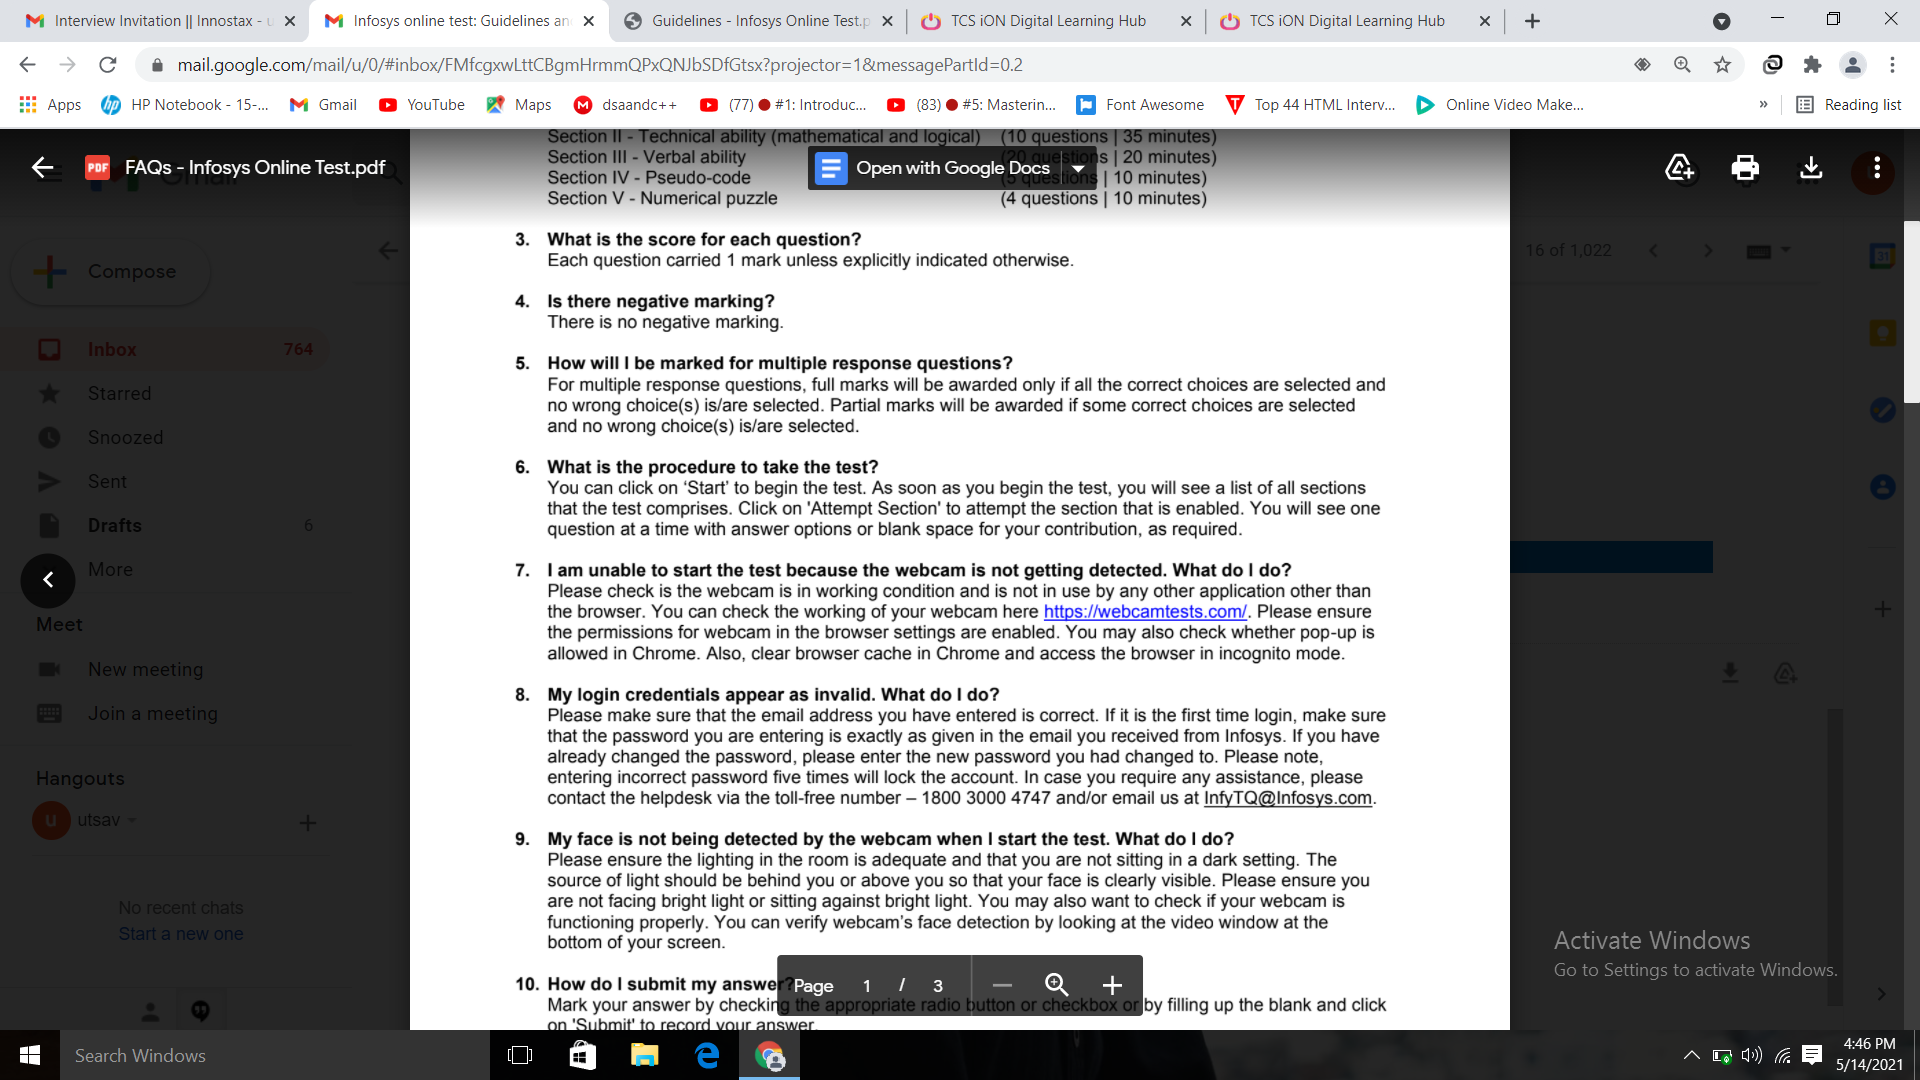 Interview Invitation || Innostax - u
Infosys online test: Guidelines an
Guidelines - Infosys Online Test.p
TCS iON Digital Learning Hub
TCS iON Digital Learning Hub
mail.google.com/mail/u/0/#inbox/FMfcgxwLttCBgmHrmmQPxQNJbSDfGtsx?projector=1&messagePartId=0.2
Apps
HP Notebook - 15-...
Gmail
YouTube
Maps
dsaandc++
(77) #1: Introduc...
(83) #5: Masterin...
Font Awesome
Top 44 HTML Interv...
Online Video Make...
»
Reading list
PDF FAQs - Infosys Online Test.pdf
Open with Google Docs
Section II - Technical ability (mathematical and logical) (10 questions | 35 minutes)
Section III - Verbal ability (20 questions | 20 minutes)
Section IV - Pseudo-code (5 questions | 10 minutes)
Section V - Numerical puzzle (4 questions | 10 minutes)
3. What is the score for each question?
Each question carried 1 mark unless explicitly indicated otherwise.
4. Is there negative marking?
There is no negative marking.
5. How will I be marked for multiple response questions?
For multiple response questions, full marks will be awarded only if all the correct choices are selected and
no wrong choice(s) is/are selected. Partial marks will be awarded if some correct choices are selected
and no wrong choice(s) is/are selected.
6. What is the procedure to take the test?
You can click on ‘Start’ to begin the test. As soon as you begin the test, you will see a list of all sections
that the test comprises. Click on 'Attempt Section' to attempt the section that is enabled. You will see one
question at a time with answer options or blank space for your contribution, as required.
7. I am unable to start the test because the webcam is not getting detected. What do I do?
Please check is the webcam is in working condition and is not in use by any other application other than
the browser. You can check the working of your webcam here https://webcamtests.com/. Please ensure
the permissions for webcam in the browser settings are enabled. You may also check whether pop-up is
allowed in Chrome. Also, clear browser cache in Chrome and access the browser in incognito mode.
8. My login credentials appear as invalid. What do I do?
Please make sure that the email address you have entered is correct. If it is the first time login, make sure
that the password you are entering is exactly as given in the email you received from Infosys. If you have
already changed the password, please enter the new password you had changed to. Please note,
entering incorrect password five times will lock the account. In case you require any assistance, please
contact the helpdesk via the toll-free number – 1800 3000 4747 and/or email us at InfyTQ@Infosys.com.
9. My face is not being detected by the webcam when I start the test. What do I do?
Please ensure the lighting in the room is adequate and that you are not sitting in a dark setting. The
source of light should be behind you or above you so that your face is clearly visible. Please ensure you
are not facing bright light or sitting against bright light. You may also want to check if your webcam is
functioning properly. You can verify webcam’s face detection by looking at the video window at the
bottom of your screen.
10. How do I submit my answer?
Mark your answer by checking the appropriate radio button or checkbox or by filling up the blank and click
on 'Submit' to record your answer.
Page 1 / 3
Gmail
Compose
Inbox 764
Starred
Snoozed
Sent
Drafts 6
More
Meet
New meeting
Join a meeting
Hangouts
u utsav
No recent chats
Start a new one
16 of 1,022
31
Activate Windows
Go to Settings to activate Windows.
Search Windows
4:46 PM
5/14/2021